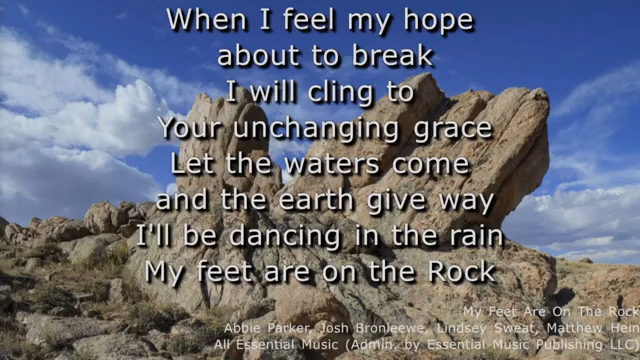 When I feel my hope
about to break
I will cling to
Your unchanging grace
Let the waters come
and the earth give way
I'll be dancing in the rain
My feet are on the Rock
My Feet Are On The Rock
Abbie Parker, Josh Bronleewe, Lindsey Sweat, Matthew Hein
All Essential Music (Admin. by Essential Music Publishing LLC)